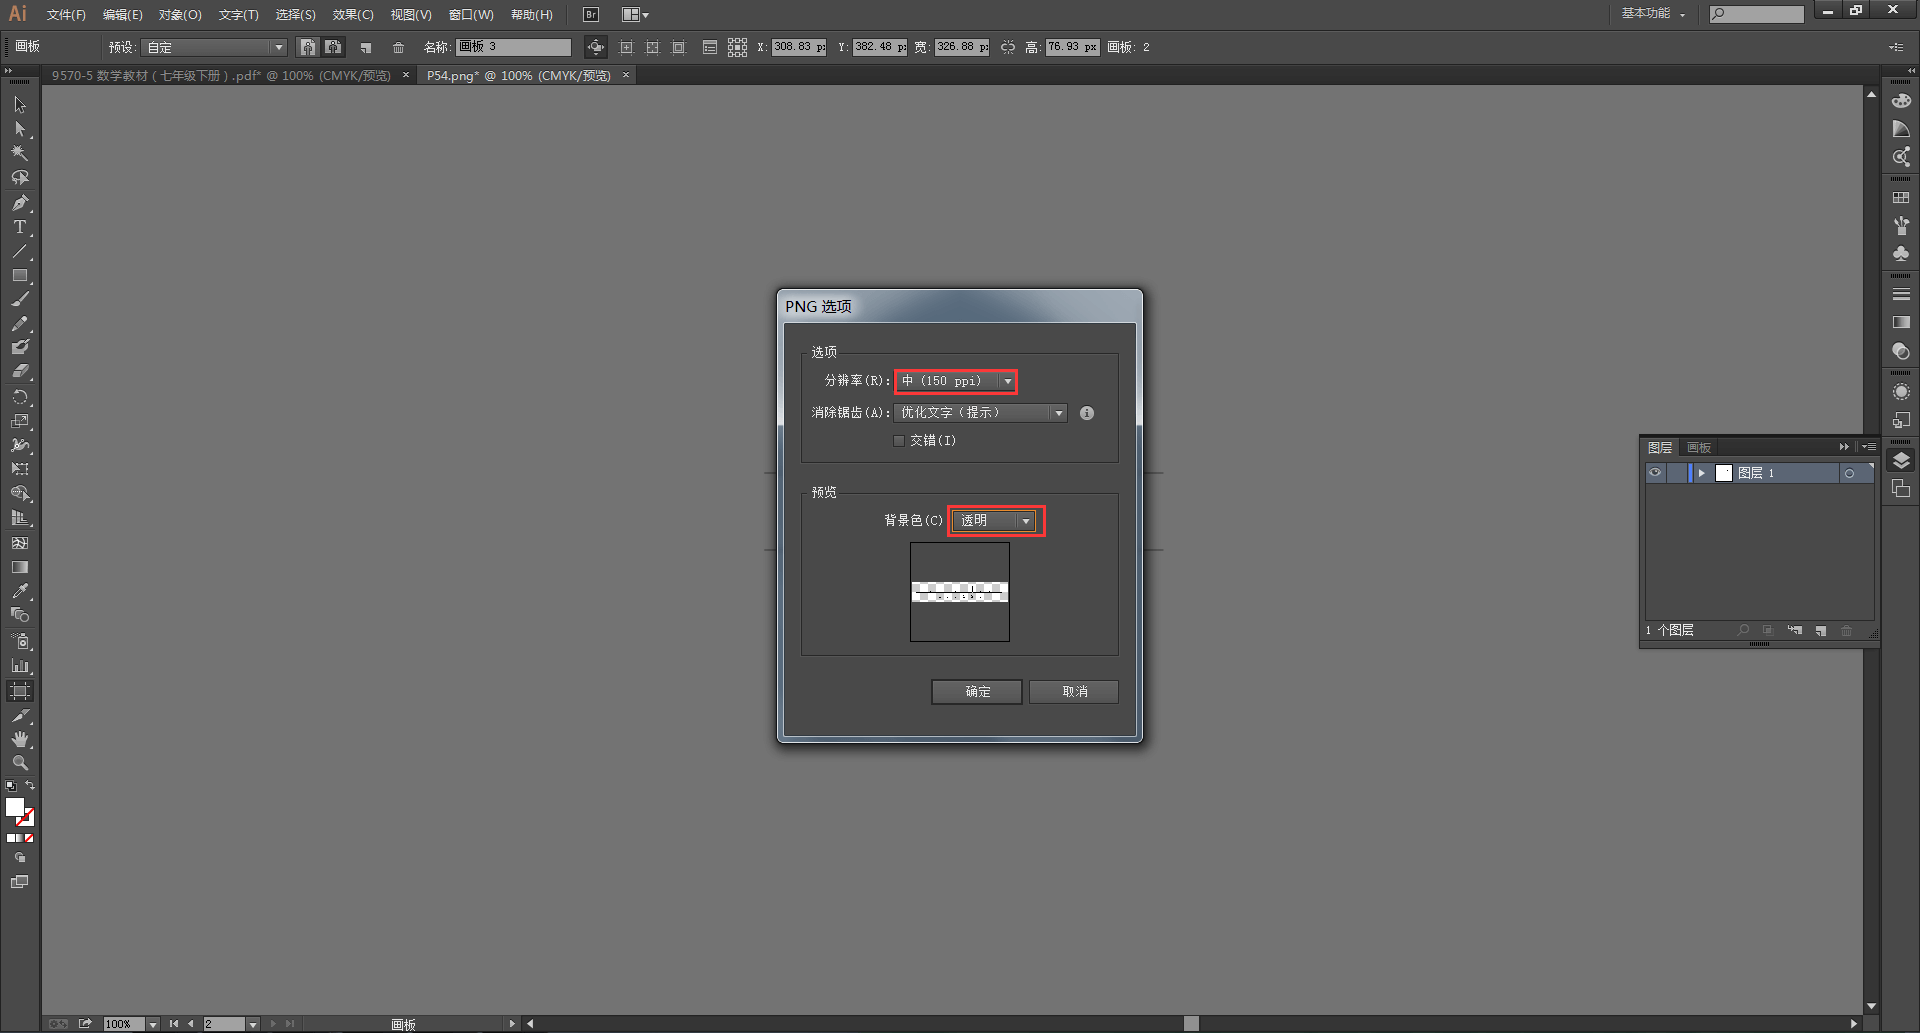 Ai 文件(F) 编辑(E) 对象(O) 文字(T) 选择(S) 效果(C) 视图(V) 窗口(W) 帮助(H) Br 基本功能
画板 预设: 自定 名称: 画板 3 X: 308.83 px Y: 382.48 px 宽: 326.88 px 高: 76.93 px 画板: 2
9570-5 数学教材（七年级下册）.pdf* @ 100% (CMYK/预览) × P54.png* @ 100% (CMYK/预览) ×
PNG 选项
选项
分辨率(R): 中 (150 ppi)
消除锯齿(A): 优化文字（提示）
交错(I)
预览
背景色(C) 透明
确定 取消
图层 画板
图层 1
1 个图层
100% 2 画板